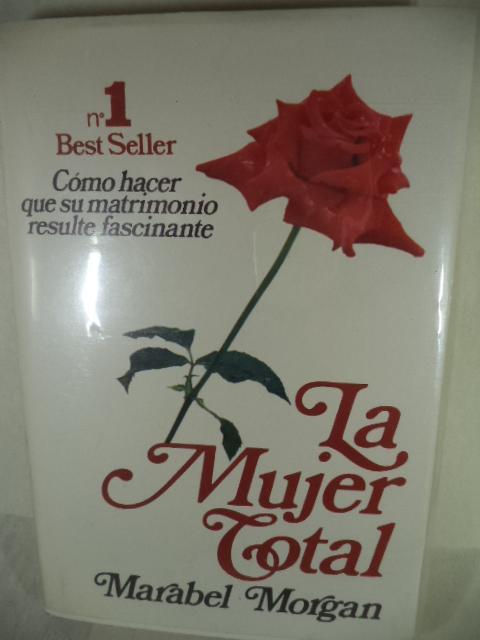 nº1
Best Seller
Cómo hacer
que su matrimonio
resulte fascinante
La
Mujer
Total
Marabel Morgan